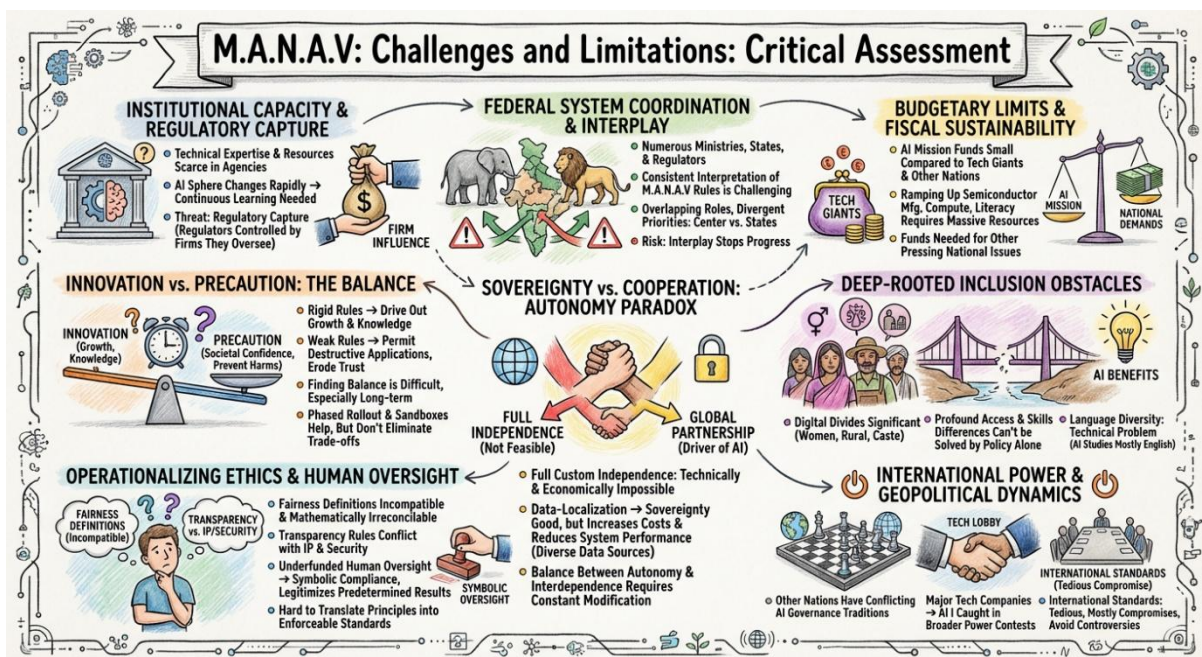 M.A.N.A.V: Challenges and Limitations: Critical Assessment
INSTITUTIONAL CAPACITY &
REGULATORY CAPTURE
?
Technical Expertise & Resources
Scarce in Agencies
AI Sphere Changes Rapidly →
Continuous Learning Needed
Threat: Regulatory Capture
(Regulators Controlled by
Firms They Oversee)
$
FIRM
INFLUENCE
FEDERAL SYSTEM COORDINATION
& INTERPLAY
! !
Numerous Ministries, States,
& Regulators
Consistent Interpretation of
M.A.N.A.V Rules is Challenging
Overlapping Roles, Divergent
Priorities: Center vs. States
Risk: Interplay Stops Progress
BUDGETARY LIMITS &
FISCAL SUSTAINABILITY
TECH
GIANTS
AI Mission Funds Small
Compared to Tech Giants
& Other Nations
Ramping Up Semiconductor
Mfg, Compute, Literacy
Requires Massive Resources
Funds Needed for Other
Pressing National Issues
AI
MISSION
NATIONAL
DEMANDS
INNOVATION vs. PRECAUTION: THE BALANCE
INNOVATION
(Growth,
Knowledge)
? ?
PRECAUTION
(Societal Confidence,
Prevent Harms)
Rigid Rules → Drive Out
Growth & Knowledge
Weak Rules → Permit
Destructive Applications,
Erode Trust
Finding Balance is Difficult,
Especially Long-term
Phased Rollout & Sandboxes
Help, But Don't Eliminate
Trade-offs
SOVEREIGNTY vs. COOPERATION:
AUTONOMY PARADOX
FULL
INDEPENDENCE
(Not Feasible)
GLOBAL
PARTNERSHIP
(Driver of AI)
Full Custom Independence: Technically
& Economically Impossible
Data-Localization → Sovereignty
Good, but Increases Costs &
Reduces System Performance
(Diverse Data Sources)
Balance Between Autonomy &
Interdependence Requires
Constant Modification
DEEP-ROOTED INCLUSION OBSTACLES
AI BENEFITS
Digital Divides Significant
(Women, Rural, Caste)
Profound Access & Skills
Differences Can't be
Solved by Policy Alone
Language Diversity:
Technical Problem
(AI Studies Mostly English)
OPERATIONALIZING ETHICS & HUMAN OVERSIGHT
FAIRNESS
DEFINITIONS
(Incompatible)
? ?
TRANSPARENCY
vs. IP/SECURITY
Fairness Definitions Incompatible
& Mathematically Irreconcilable
Transparency Rules Conflict
with IP & Security
Underfunded Human Oversight
→ Symbolic Compliance,
Legitimizes Predetermined Results
Hard to Translate Principles into
Enforceable Standards
SYMBOLIC
OVERSIGHT
INTERNATIONAL POWER &
GEOPOLITICAL DYNAMICS
TECH LOBBY
INTERNATIONAL STANDARDS
(Tedious Compromise)
Other Nations Have Conflicting
AI Governance Traditions
Major Tech Companies
→ AI I Caught in
Broader Power Contests
International Standards:
Tedious, Mostly Compromises,
Avoid Controversies